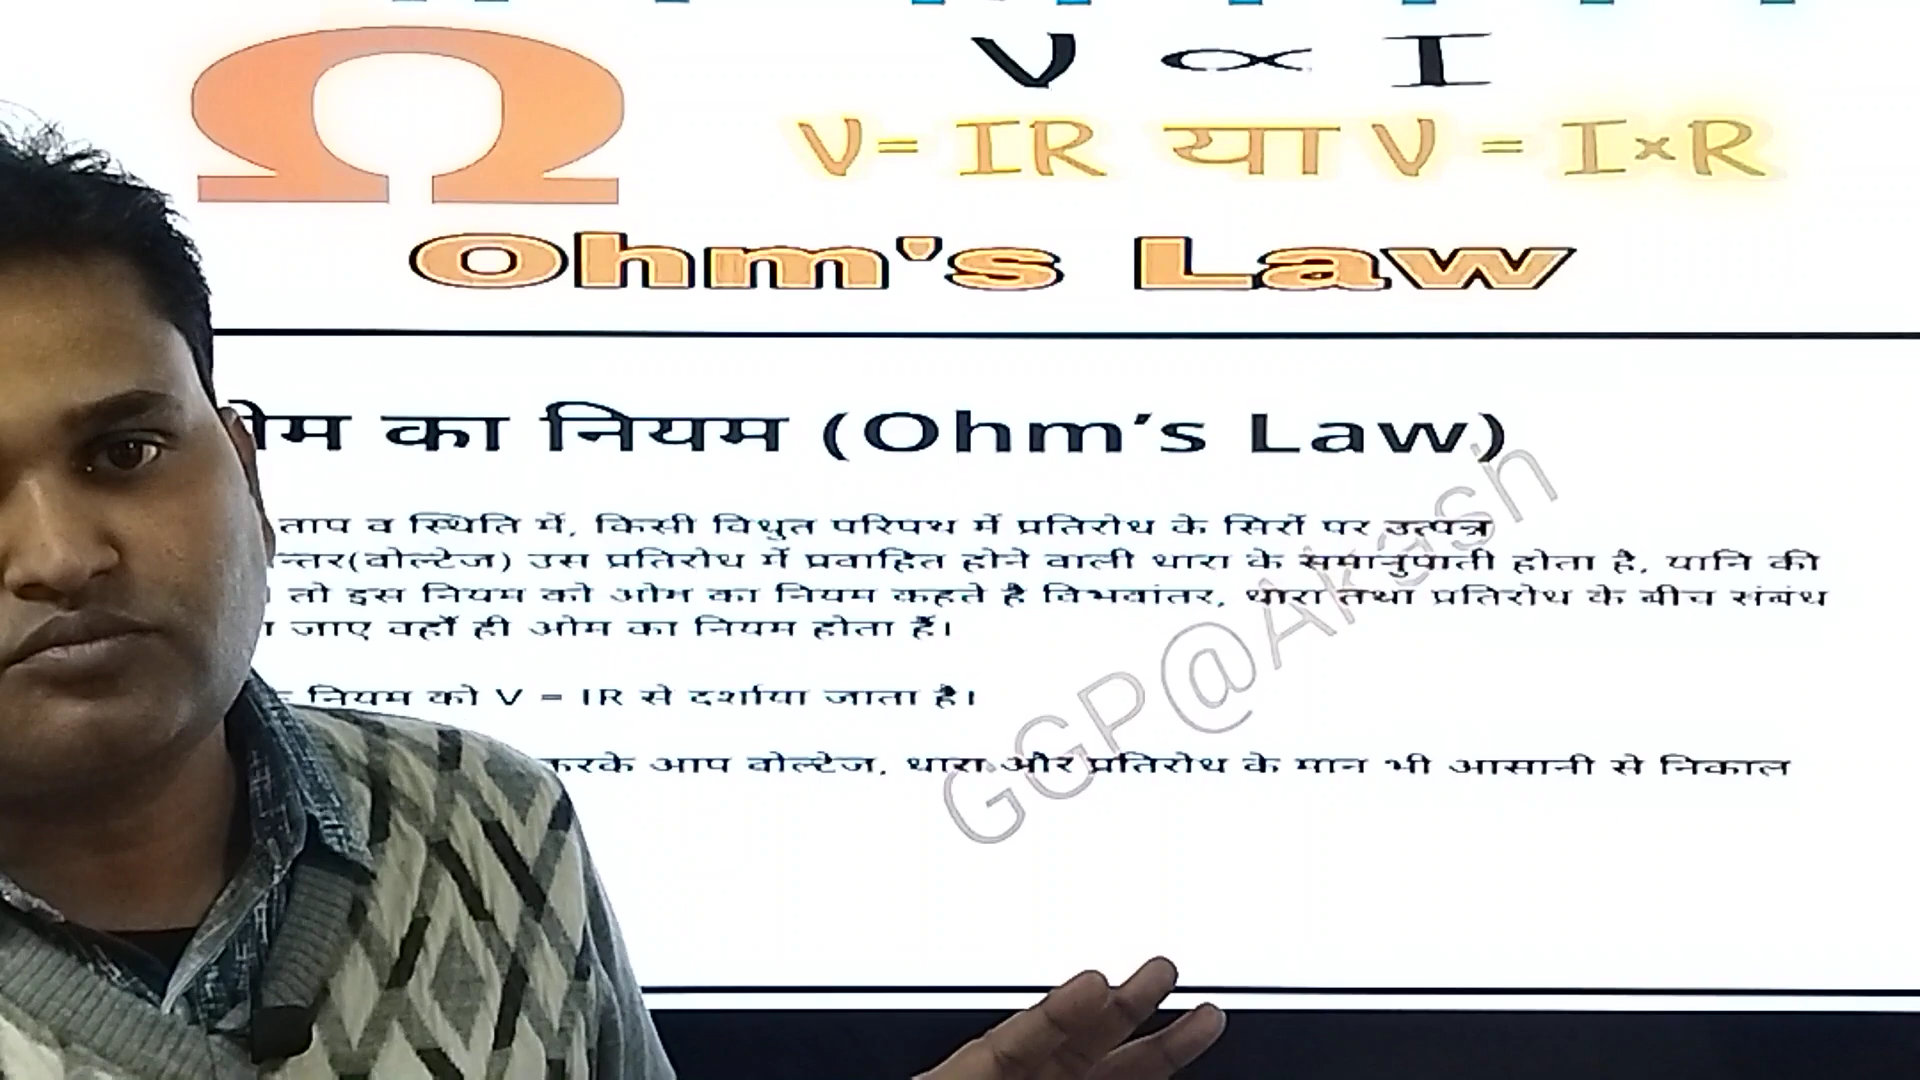 Ω
V ∝ I
V= IR या V = I×R
Ohm's Law
ओम का नियम (Ohm's Law)
ताप व स्थिति में, किसी विधुत परिपथ में प्रतिरोध के सिरों पर उत्पन्न
न्तर(वोल्टेज) उस प्रतिरोध में प्रवाहित होने वाली धारा के समानुपाती होता है, यानि की
तो इस नियम को ओम का नियम कहते है विभवांतर, धारा तथा प्रतिरोध के बीच संबंध
जाए वहाँ ही ओम का नियम होता हैं।
नियम को V = IR से दर्शाया जाता है।
करके आप वोल्टेज, धारा और प्रतिरोध के मान भी आसानी से निकाल
GGP@Akash